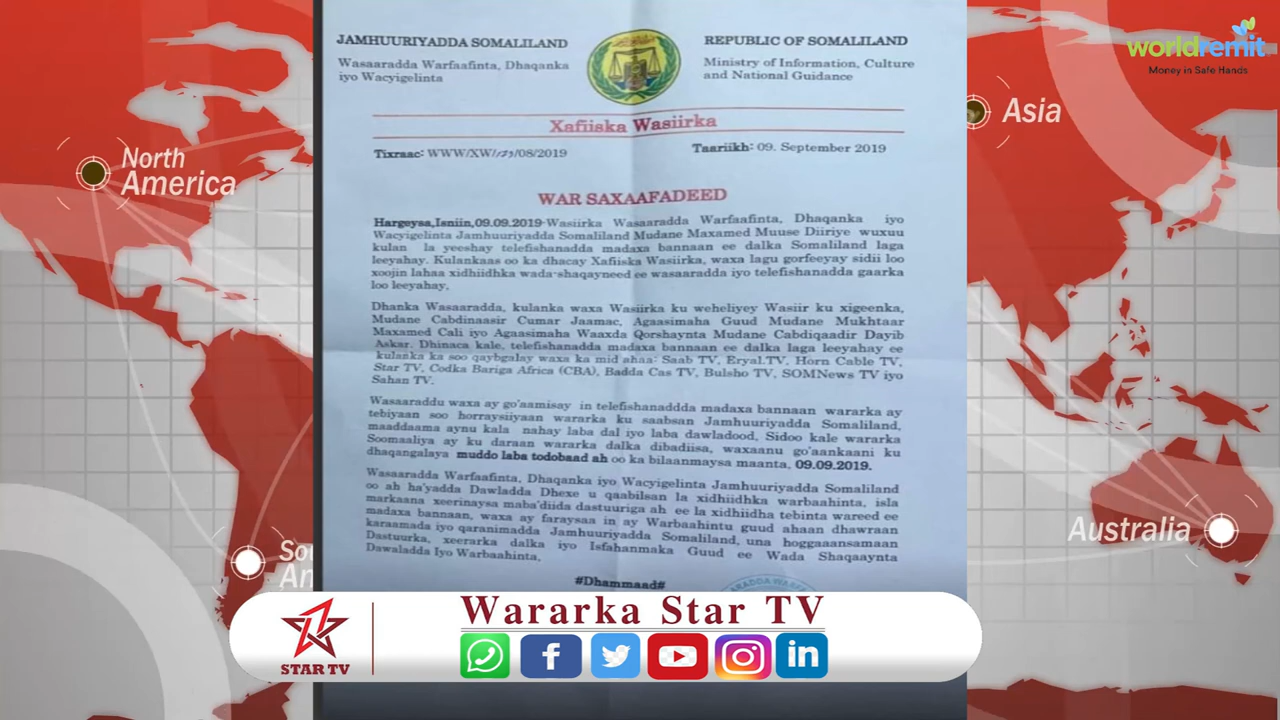 JAMHUURIYADDA SOMALILAND
Wasaaradda Warfaafinta, Dhaqanka
iyo Wacyigelinta
REPUBLIC OF SOMALILAND
Ministry of Information, Culture
and National Guidance
Xafiiska Wasiirka
Tixraac: WWW/XW/ /08/2019
Taariikh: 09. September 2019
WAR SAXAAFADEED
Hargeysa,Isniin,09.09.2019-Wasiirka Wasaaradda Warfaafinta, Dhaqanka iyo
Wacyigelinta Jamhuuriyadda Somaliland Mudane Maxamed Muuse Diiriye wuxuu
kulan la yeeshay telefishanadda madaxa bannaan ee dalka Somaliland laga
leeyahay. Kulankaas oo ka dhacay Xafiiska Wasiirka, waxa lagu gorfeeyay sidii loo
xoojin lahaa xidhiidhka wada-shaqayneed ee wasaaradda iyo telefishanadda gaarka
loo leeyahay.
Dhanka Wasaaradda, kulanka waxa Wasiirka ku weheliyey Wasiir ku xigeenka,
Mudane Cabdinaasir Cumar Jaamac, Agaasimaha Guud Mudane Mukhtaar
Maxamed Cali iyo Agaasimaha Waaxda Qorshaynta Mudane Cabdiqaadir Dayib
Askar. Dhinaca kale, telefishanadda madaxa bannaan ee dalka laga leeyahay ee
kulanka ka soo qaybgalay waxa ka mid ahaa: Saab TV, Eryal.TV, Horn Cable TV,
Star TV, Codka Bariga Africa (CBA), Badda Cas TV, Bulsho TV, SOMNews TV iyo
Sahan TV.
Wasaaraddu waxa ay go'aamisay in telefishanaddda madaxa bannaan wararka ay
tebiyaan soo horraysiiyaan wararka ku saabsan Jamhuuriyadda Somaliland,
maaddaama aynu kala nahay laba dal iyo laba dawladood, Sidoo kale wararka
Soomaaliya ay ku daraan wararka dalka dibadiisa, waxaanu go'aankaani ku
dhaqangalaya muddo laba todobaad ah oo ka bilaanmaysa maanta, 09.09.2019.
Wasaaradda Warfaafinta, Dhaqanka iyo Wacyigelinta Jamhuuriyadda Somaliland
oo ah ha'yadda Dawladda Dhexe u qaabilsan la xidhiidhka warbaahinta, isla
markaana xeerinaysa maba'diida dastuuriga ah ee la xidhiidha tebinta wareed ee
madaxa bannaan, waxa ay faraysaa in ay Warbaahintu guud ahaan dhawraan
karaamada iyo qaranimadda Jamhuuriyadda Somaliland, una hoggaansamaan
Dastuurka, xeerarka dalka iyo Isfahanmaka Guud ee Wada Shaqaaynta
Dawaladda Iyo Warbaahinta,
#Dhammaad#
worldremit
Money in Safe Hands
North
America
Asia
Australia
Wararka Star TV
STAR TV